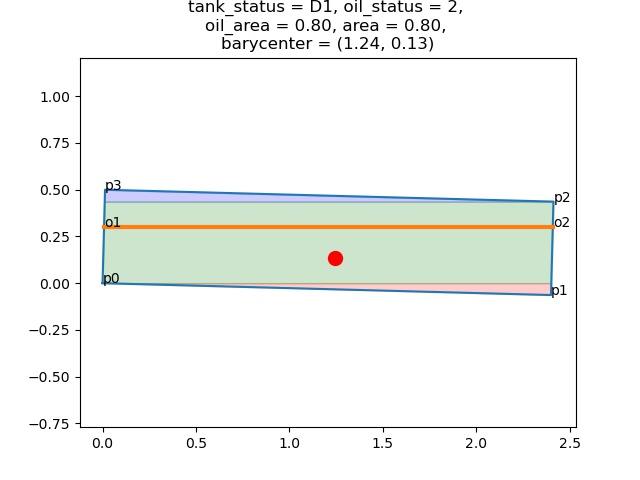 tank_status = D1, oil_status = 2,
oil_area = 0.80, area = 0.80,
barycenter = (1.24, 0.13)
1.00
0.75
0.50
0.25
0.00
−0.25
−0.50
−0.75
p3
p2
o1
o2
p0
p1
0.0
0.5
1.0
1.5
2.0
2.5